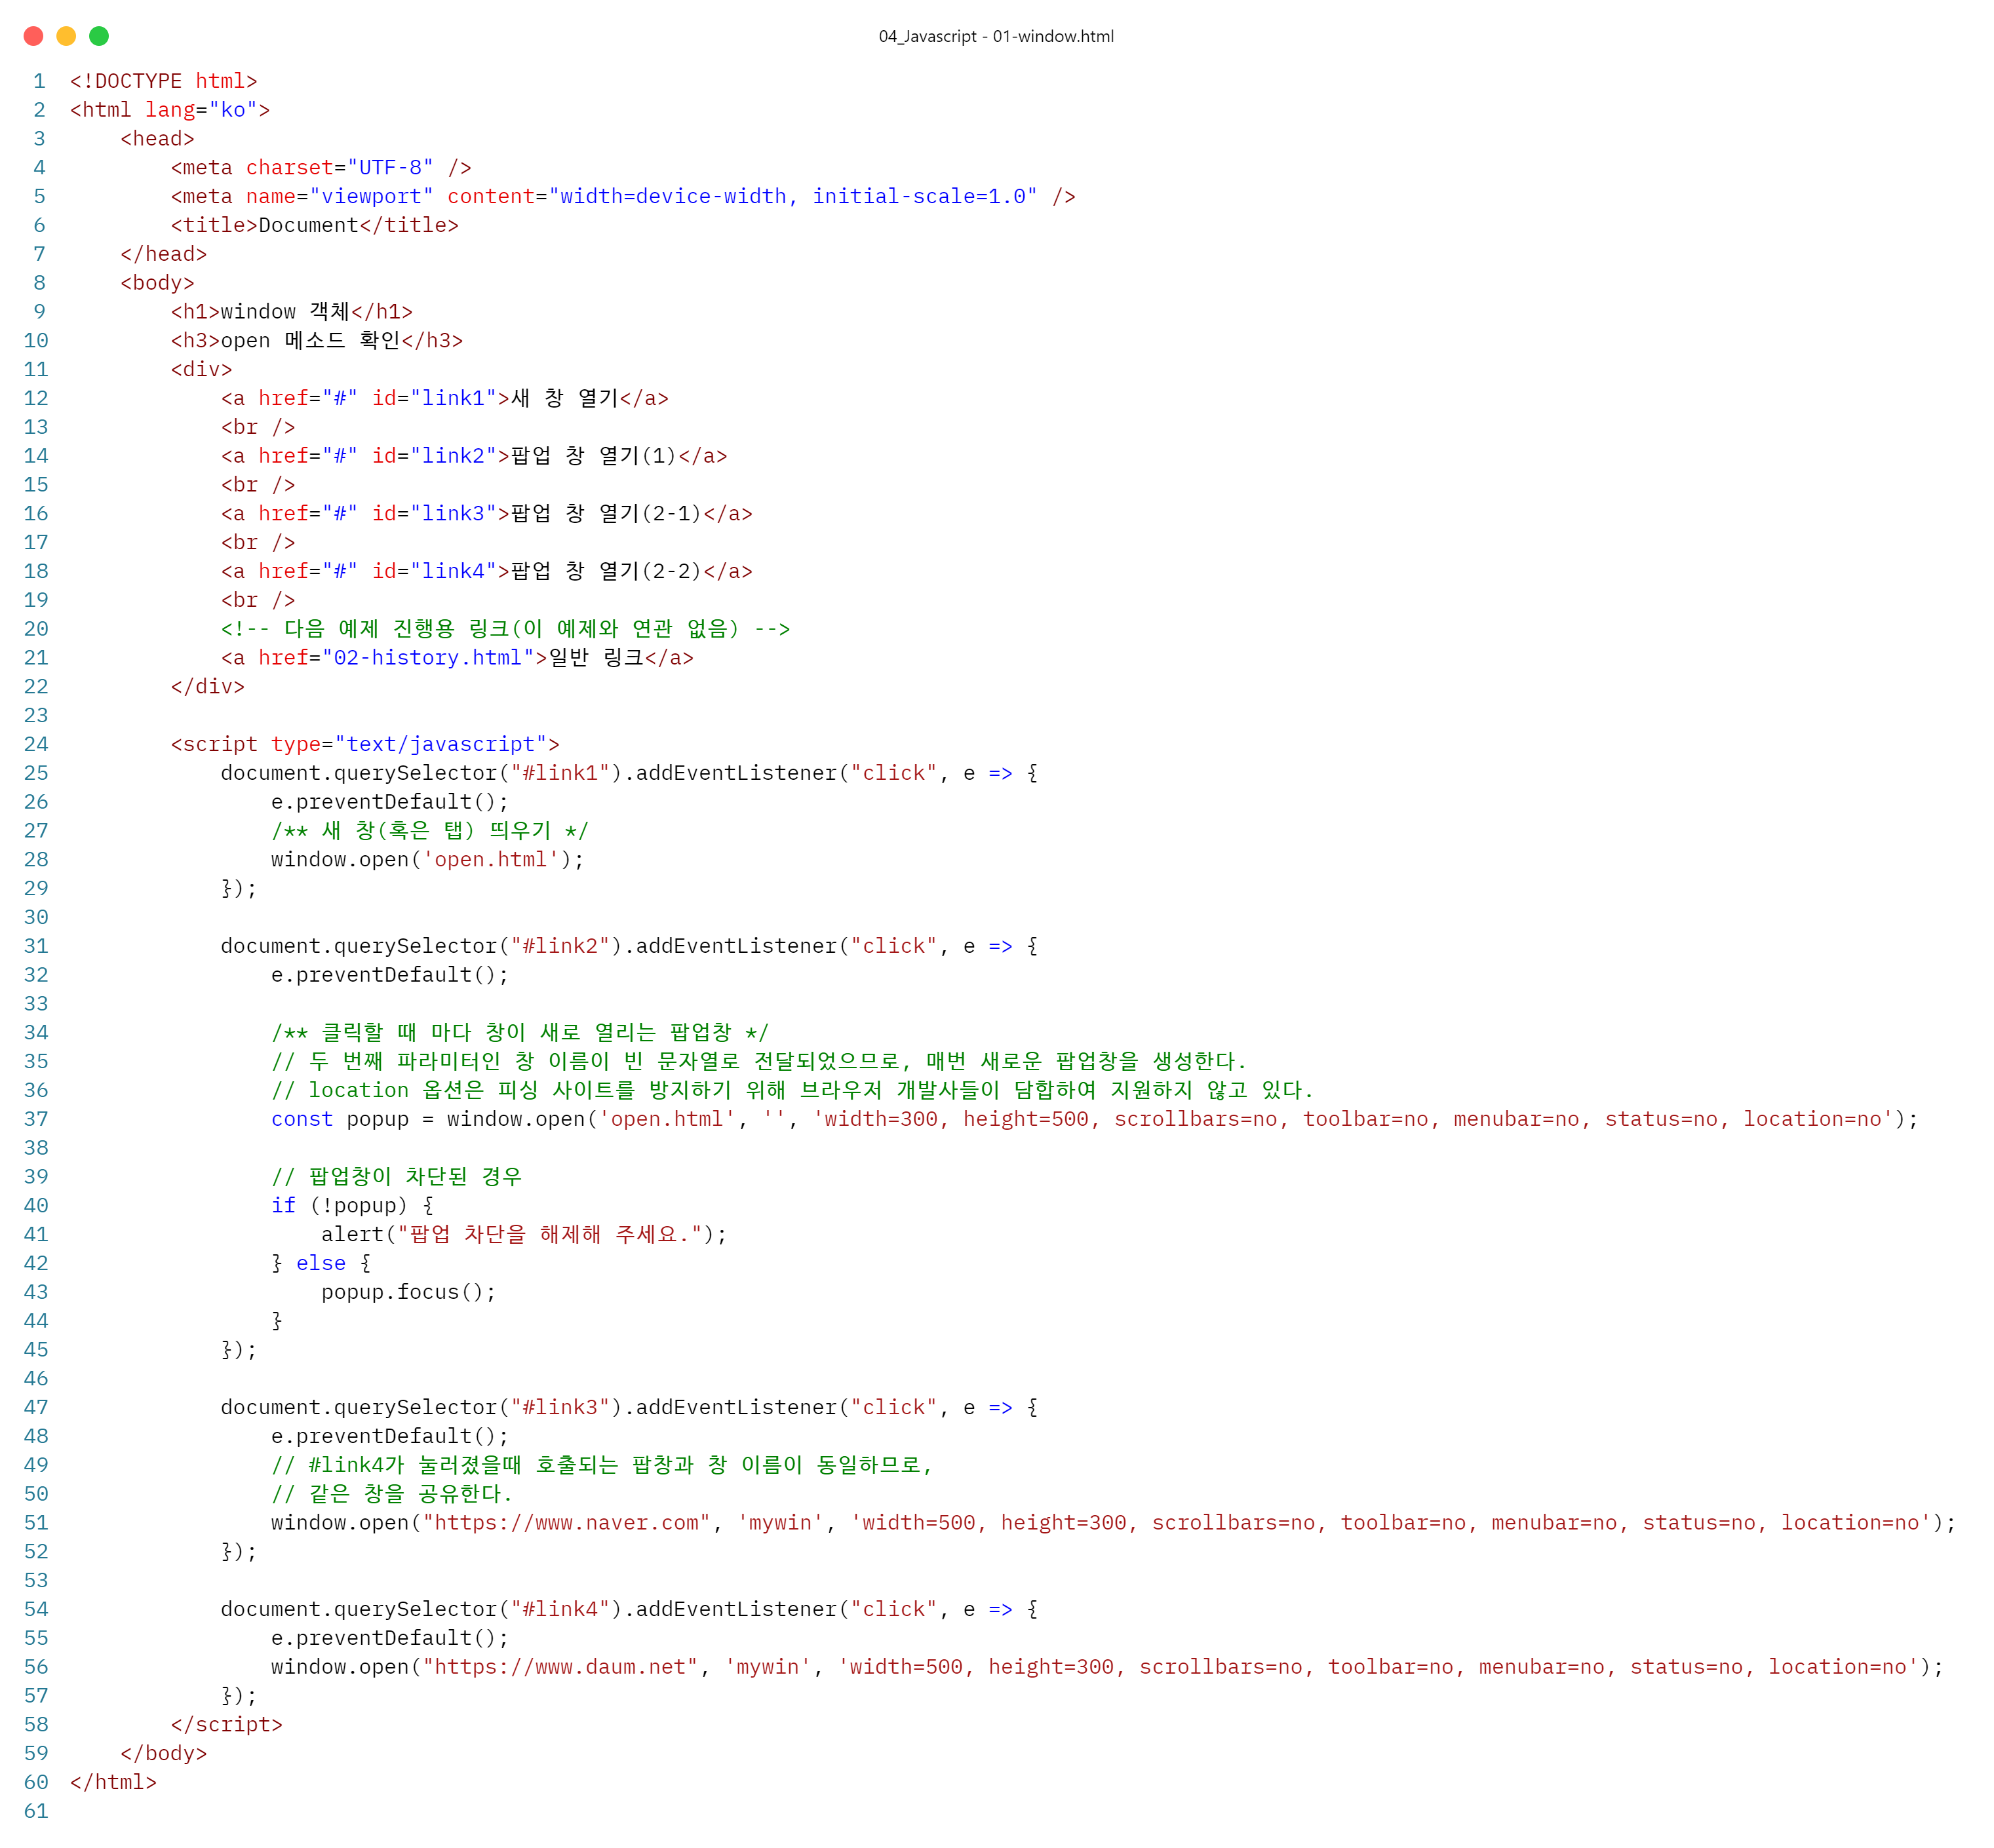 04_Javascript - 01-window.html
1 <!DOCTYPE html>
2 <html lang="ko">
3     <head>
4         <meta charset="UTF-8" />
5         <meta name="viewport" content="width=device-width, initial-scale=1.0" />
6         <title>Document</title>
7     </head>
8     <body>
9         <h1>window 객체</h1>
10         <h3>open 메소드 확인</h3>
11         <div>
12             <a href="#" id="link1">새 창 열기</a>
13             <br />
14             <a href="#" id="link2">팝업 창 열기(1)</a>
15             <br />
16             <a href="#" id="link3">팝업 창 열기(2-1)</a>
17             <br />
18             <a href="#" id="link4">팝업 창 열기(2-2)</a>
19             <br />
20             <!-- 다음 예제 진행용 링크(이 예제와 연관 없음) -->
21             <a href="02-history.html">일반 링크</a>
22         </div>
23
24         <script type="text/javascript">
25             document.querySelector("#link1").addEventListener("click", e => {
26                 e.preventDefault();
27                 /** 새 창(혹은 탭) 띄우기 */
28                 window.open('open.html');
29             });
30
31             document.querySelector("#link2").addEventListener("click", e => {
32                 e.preventDefault();
33
34                 /** 클릭할 때 마다 창이 새로 열리는 팝업창 */
35                 // 두 번째 파라미터인 창 이름이 빈 문자열로 전달되었으므로, 매번 새로운 팝업창을 생성한다.
36                 // location 옵션은 피싱 사이트를 방지하기 위해 브라우저 개발사들이 담합하여 지원하지 않고 있다.
37                 const popup = window.open('open.html', '', 'width=300, height=500, scrollbars=no, toolbar=no, menubar=no, status=no, location=no');
38
39                 // 팝업창이 차단된 경우
40                 if (!popup) {
41                     alert("팝업 차단을 해제해 주세요.");
42                 } else {
43                     popup.focus();
44                 }
45             });
46
47             document.querySelector("#link3").addEventListener("click", e => {
48                 e.preventDefault();
49                 // #link4가 눌러졌을때 호출되는 팝창과 창 이름이 동일하므로,
50                 // 같은 창을 공유한다.
51                 window.open("https://www.naver.com", 'mywin', 'width=500, height=300, scrollbars=no, toolbar=no, menubar=no, status=no, location=no');
52             });
53
54             document.querySelector("#link4").addEventListener("click", e => {
55                 e.preventDefault();
56                 window.open("https://www.daum.net", 'mywin', 'width=500, height=300, scrollbars=no, toolbar=no, menubar=no, status=no, location=no');
57             });
58         </script>
59     </body>
60 </html>
61